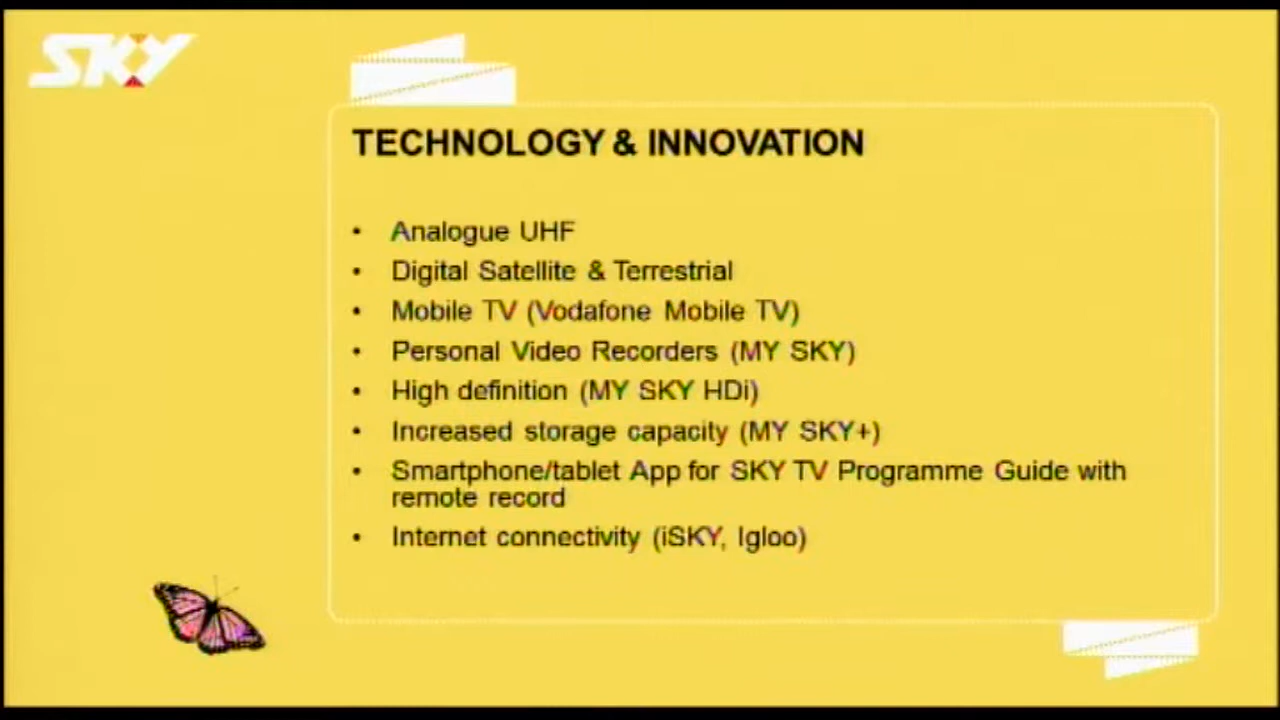 SKY
TECHNOLOGY & INNOVATION
• Analogue UHF
• Digital Satellite & Terrestrial
• Mobile TV (Vodafone Mobile TV)
• Personal Video Recorders (MY SKY)
• High definition (MY SKY HDi)
• Increased storage capacity (MY SKY+)
• Smartphone/tablet App for SKY TV Programme Guide with
remote record
• Internet connectivity (iSKY, Igloo)